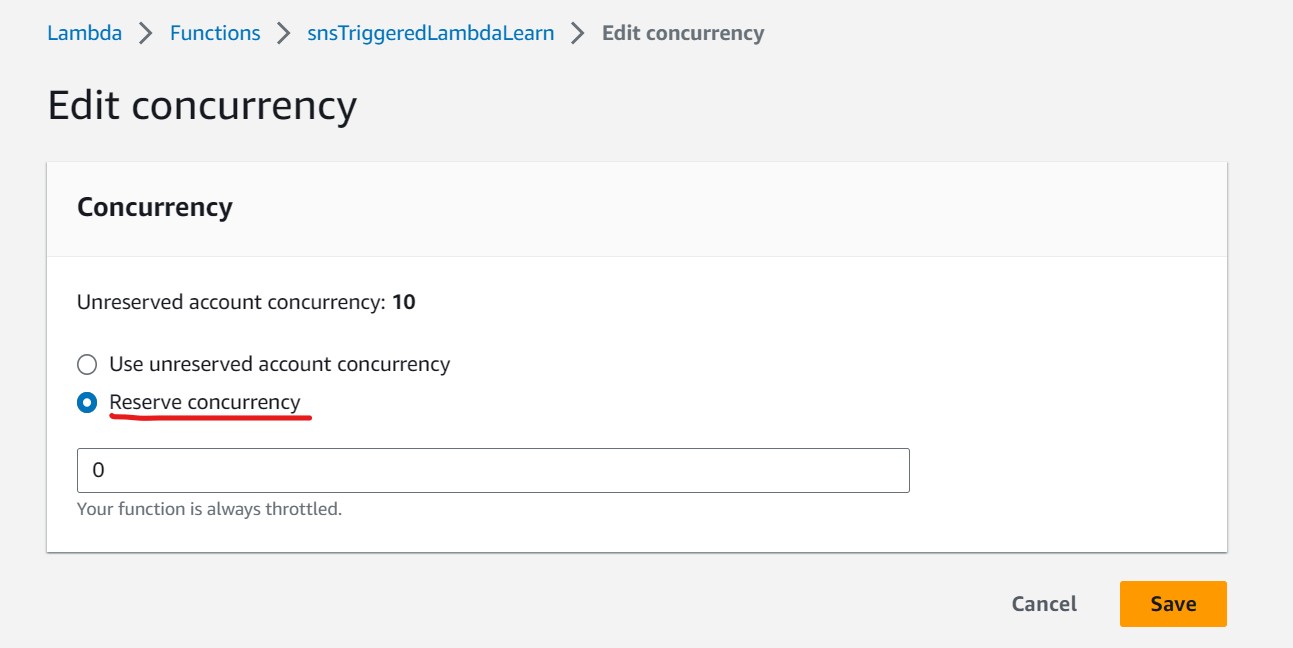 Lambda > Functions > snsTriggeredLambdaLearn > Edit concurrency
Edit concurrency
Concurrency
Unreserved account concurrency: 10
Use unreserved account concurrency
Reserve concurrency
0
Your function is always throttled.
Cancel Save